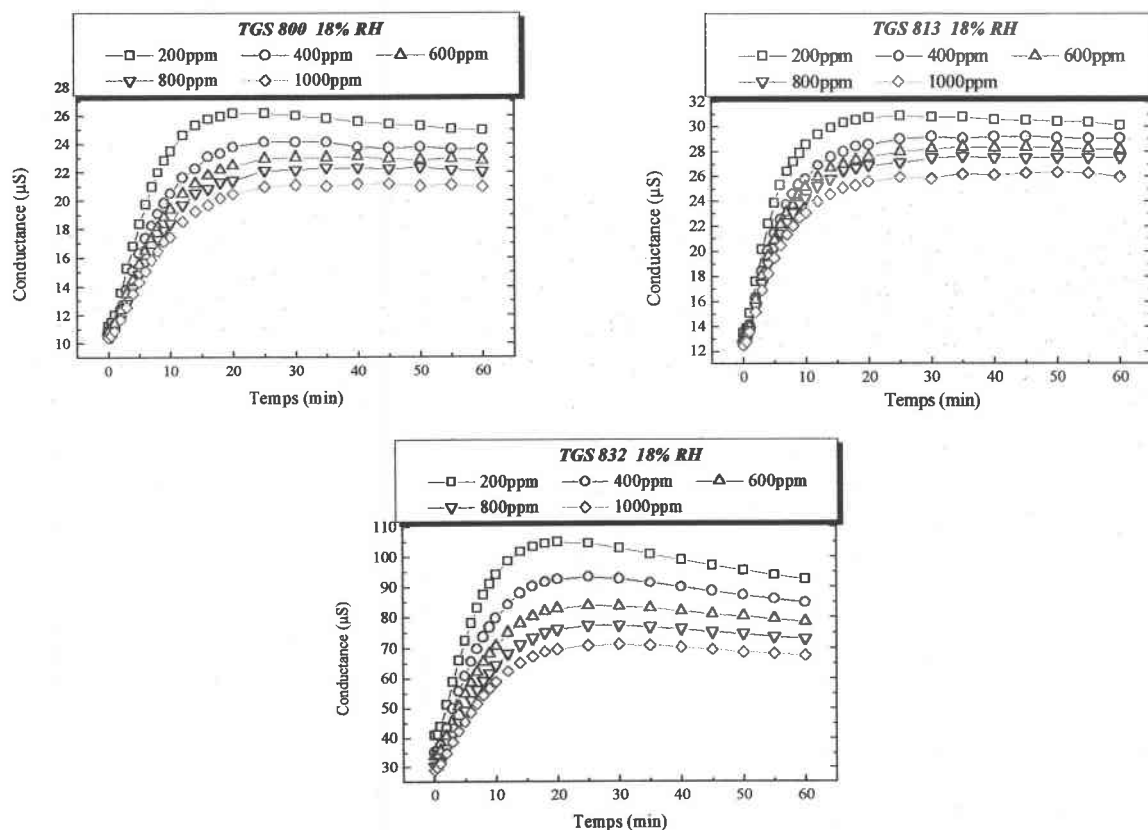 TGS 800 18% RH
200ppm 400ppm 600ppm
800ppm 1000ppm
28
26
24
22
20
18
16
14
12
10
Conductance (µS)
0 10 20 30 40 50 60
Temps (min)
TGS 813 18% RH
200ppm 400ppm 600ppm
800ppm 1000ppm
32
30
28
26
24
22
20
18
16
14
12
Conductance (µS)
0 10 20 30 40 50 60
Temps (min)
TGS 832 18% RH
200ppm 400ppm 600ppm
800ppm 1000ppm
110
100
90
80
70
60
50
40
30
Conductance (µS)
0 10 20 30 40 50 60
Temps (min)